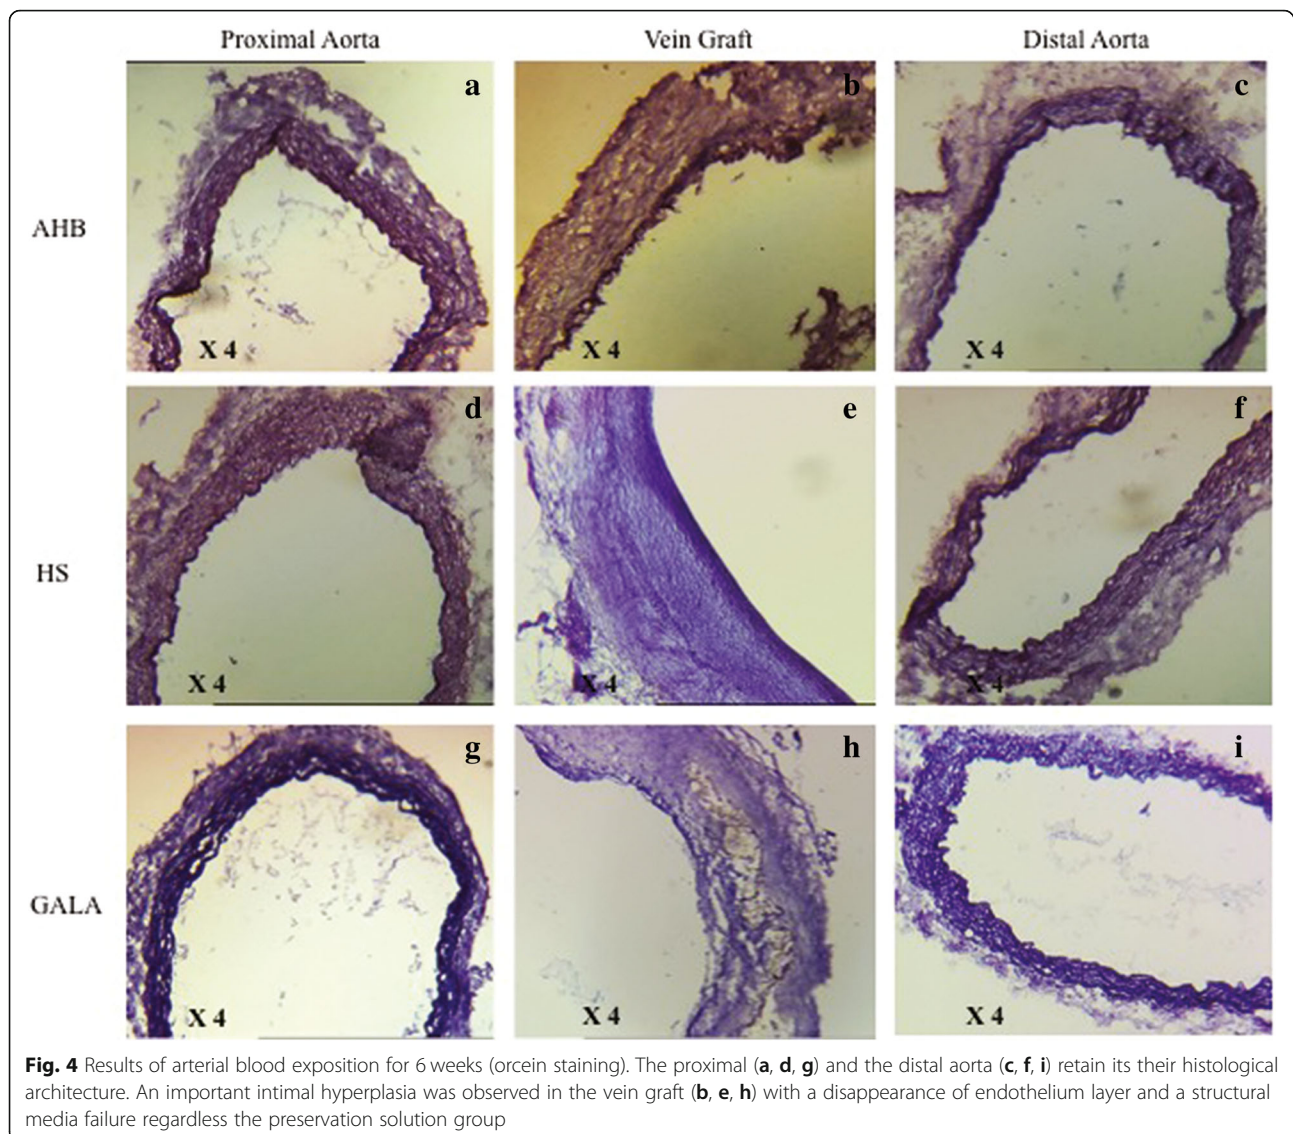 Proximal Aorta Vein Graft Distal Aorta
a b c
AHB
X 4 X 4 X 4
d e f
HS
X 4 X 4 X 4
g h i
GALA
X 4 X 4 X 4
Fig. 4 Results of arterial blood exposition for 6 weeks (orcein staining). The proximal (a, d, g) and the distal aorta (c, f, i) retain its their histological
architecture. An important intimal hyperplasia was observed in the vein graft (b, e, h) with a disappearance of endothelium layer and a structural
media failure regardless the preservation solution group